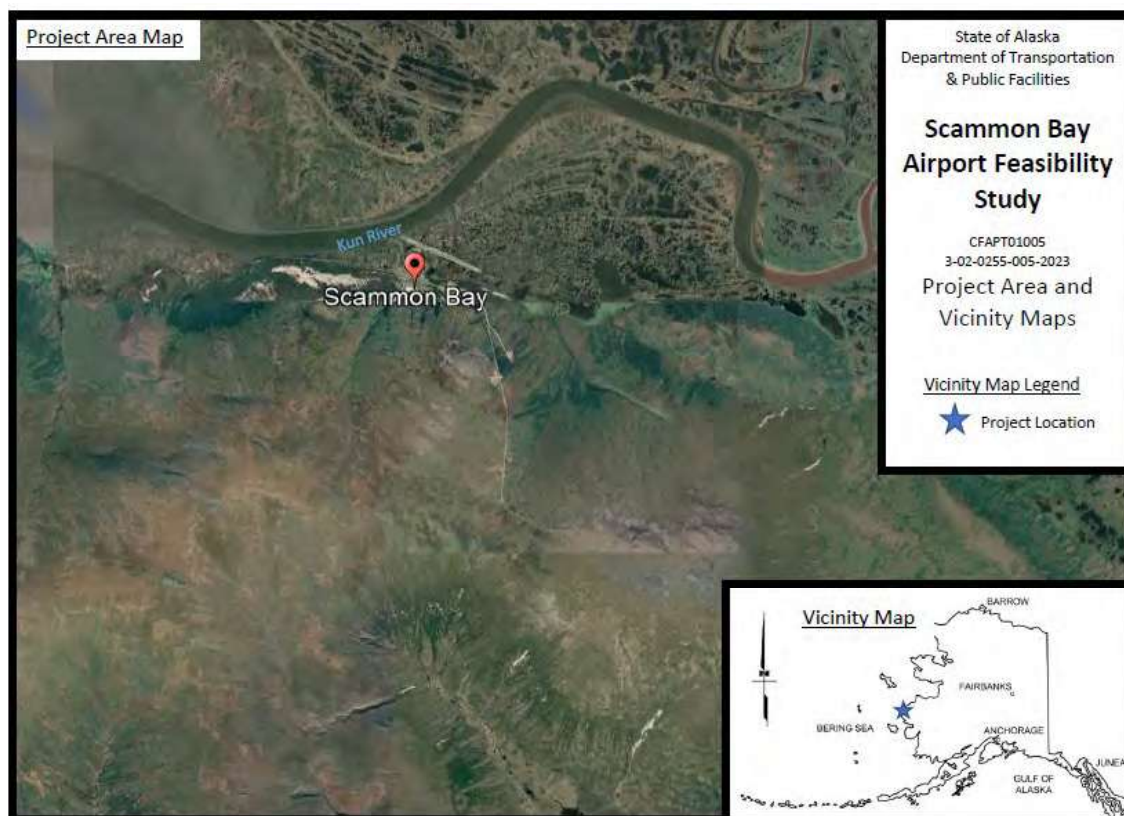 Project Area Map
Kun River
Scammon Bay
State of Alaska
Department of Transportation
& Public Facilities
Scammon Bay
Airport Feasibility
Study
CFAPT01005
3-02-0255-005-2023
Project Area and
Vicinity Maps
Vicinity Map Legend
Project Location
Vicinity Map
BARROW
FAIRBANKS
BERING SEA
ANCHORAGE
JUNEA
GULF OF
ALASKA